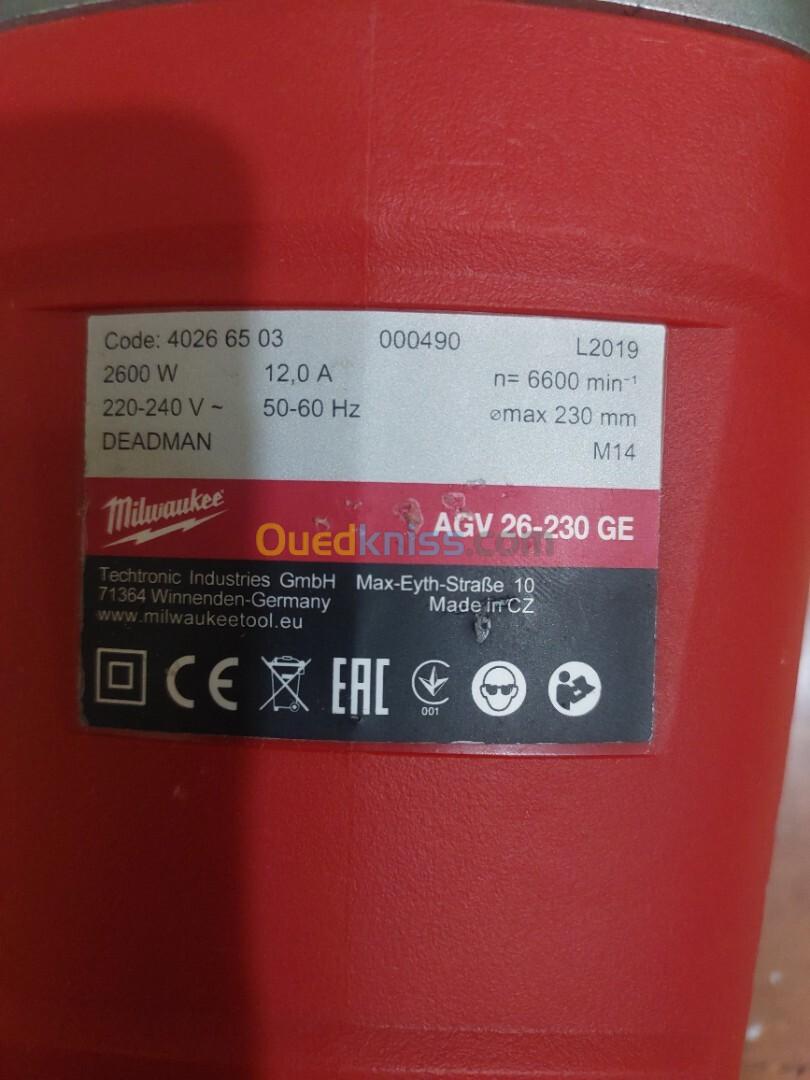 Code: 4026 65 03 000490 L2019
2600 W 12,0 A n= 6600 min⁻¹
220-240 V ~ 50-60 Hz ⌀max 230 mm
DEADMAN M14
Milwaukee AGV 26-230 GE
Ouedkniss.com
Techtronic Industries GmbH Max-Eyth-Straße 10
71364 Winnenden-Germany Made in CZ
www.milwaukeetool.eu
CE EAC
001